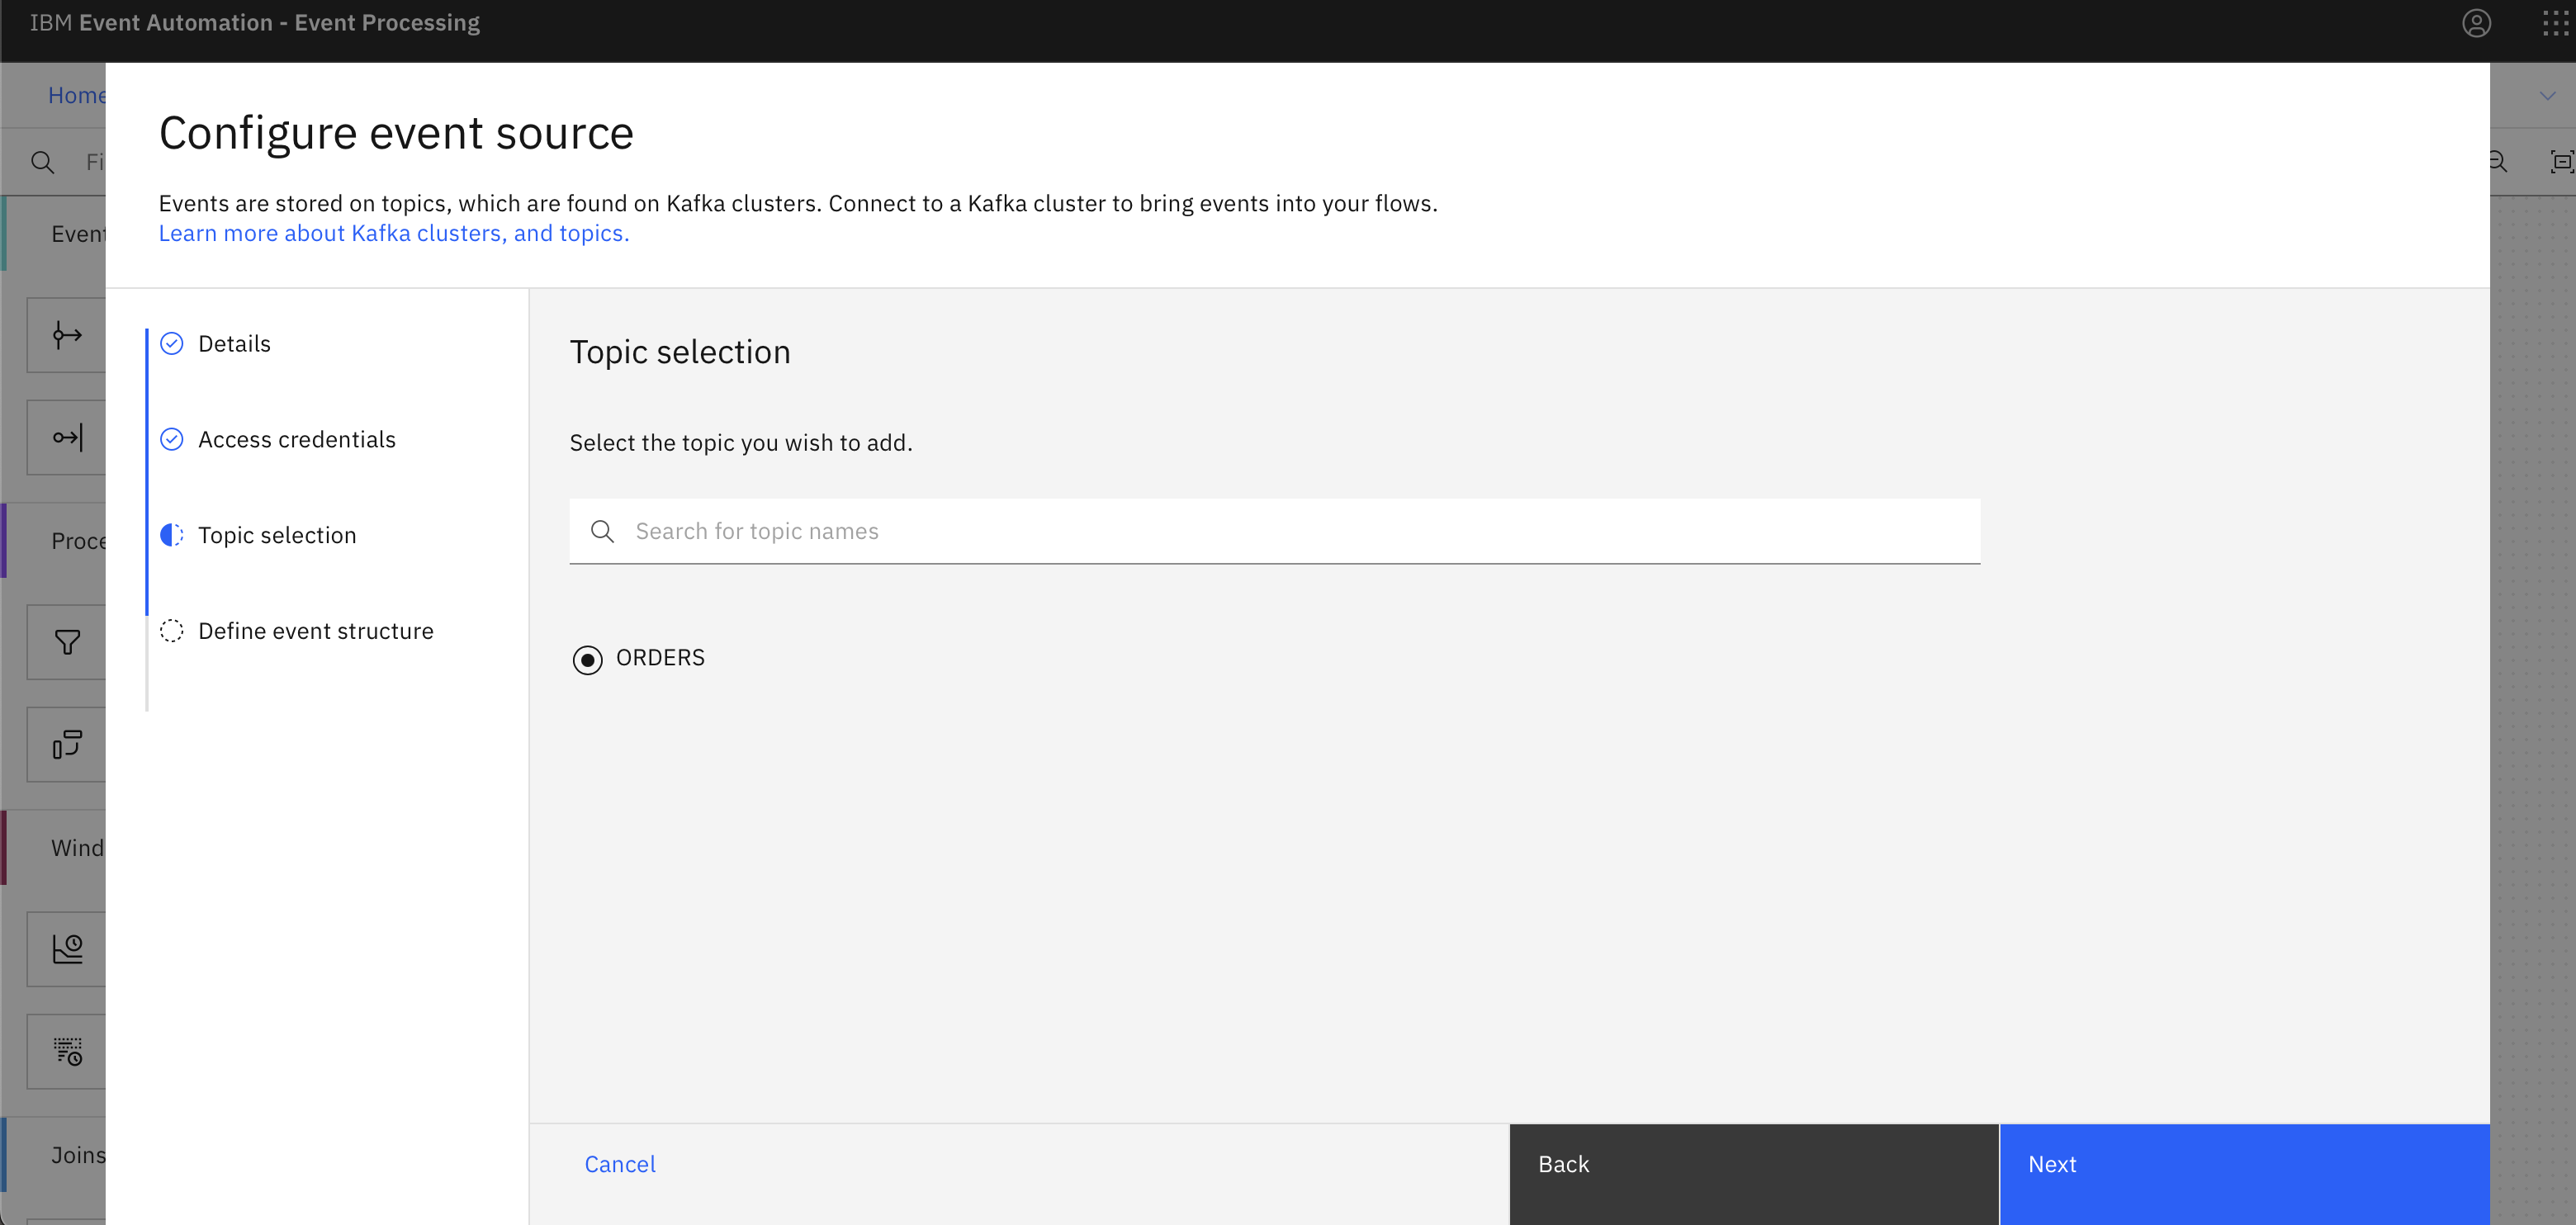 IBM Event Automation - Event Processing
Home
Fi
Configure event source
Events are stored on topics, which are found on Kafka clusters. Connect to a Kafka cluster to bring events into your flows.
Learn more about Kafka clusters, and topics.
Event
Proce
Wind
Joins
Details
Access credentials
Topic selection
Define event structure
Topic selection
Select the topic you wish to add.
Search for topic names
ORDERS
Cancel
Back
Next